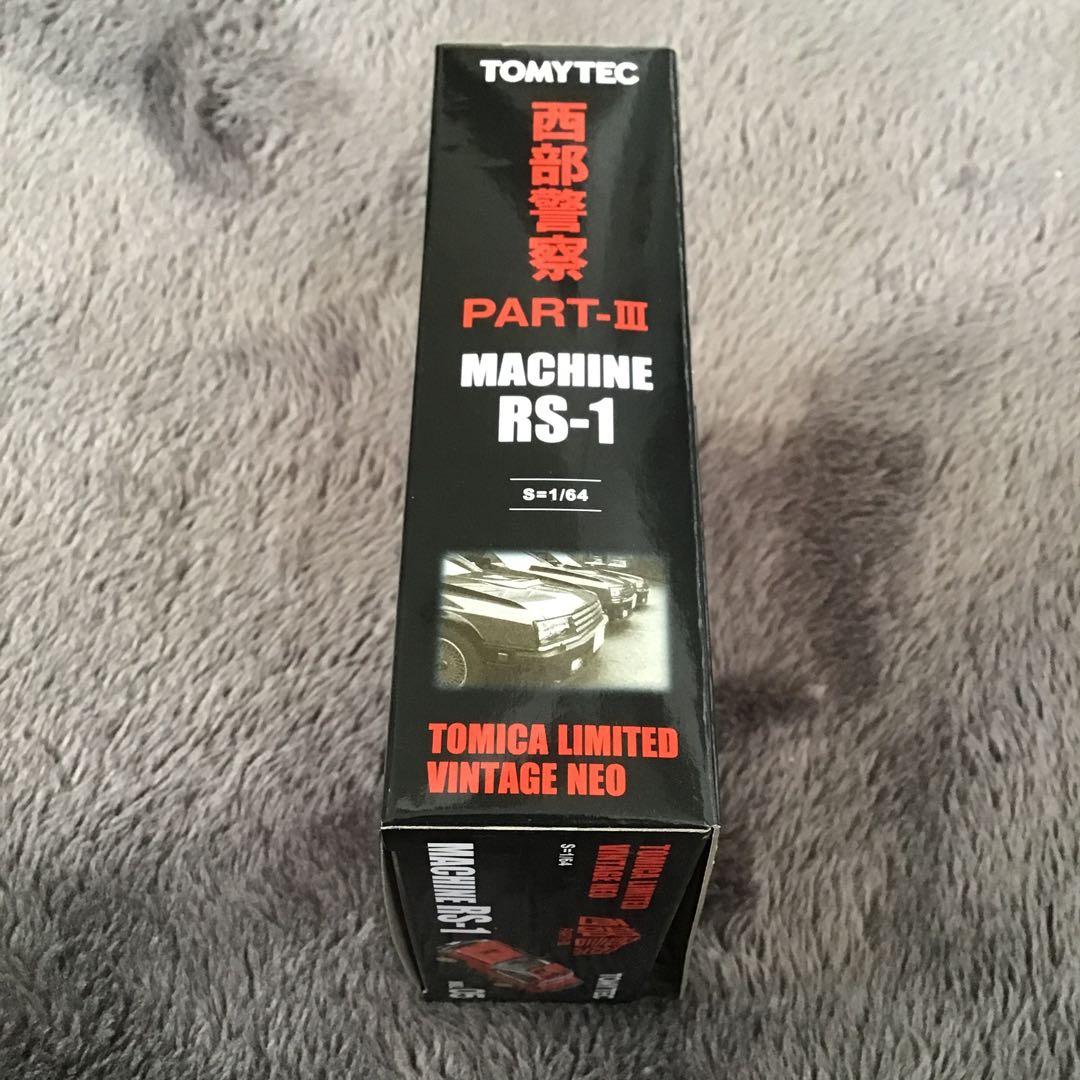 TOMYTEC
西部警察
PART-III
MACHINE
RS-1
S=1/64
TOMICA LIMITED
VINTAGE NEO
MACHINE RS-1
S=1/64
TOMICA LIMITED
VINTAGE NEO
TOMYTEC